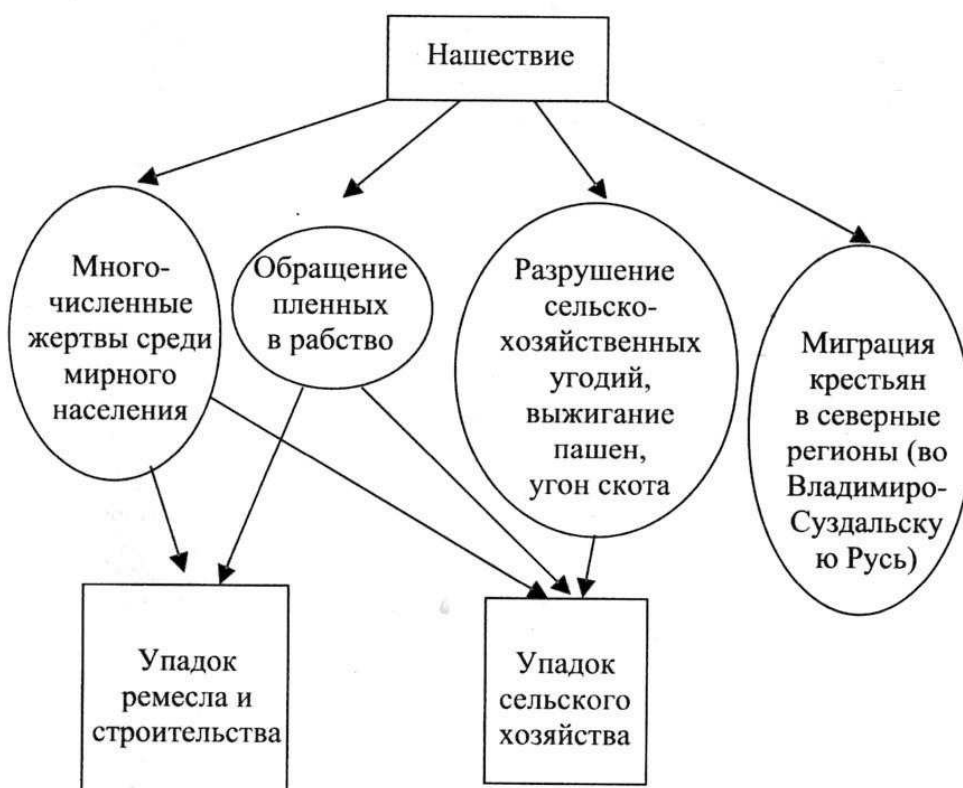 Нашествие
Много-
численные
жертвы среди
мирного
населения
Обращение
пленных
в рабство
Разрушение
сельско-
хозяйственных
угодий,
выжигание
пашен,
угон скота
Миграция
крестьян
в северные
регионы (во
Владимиро-
Суздальску
ю Русь)
Упадок
ремесла и
строительства
Упадок
сельского
хозяйства